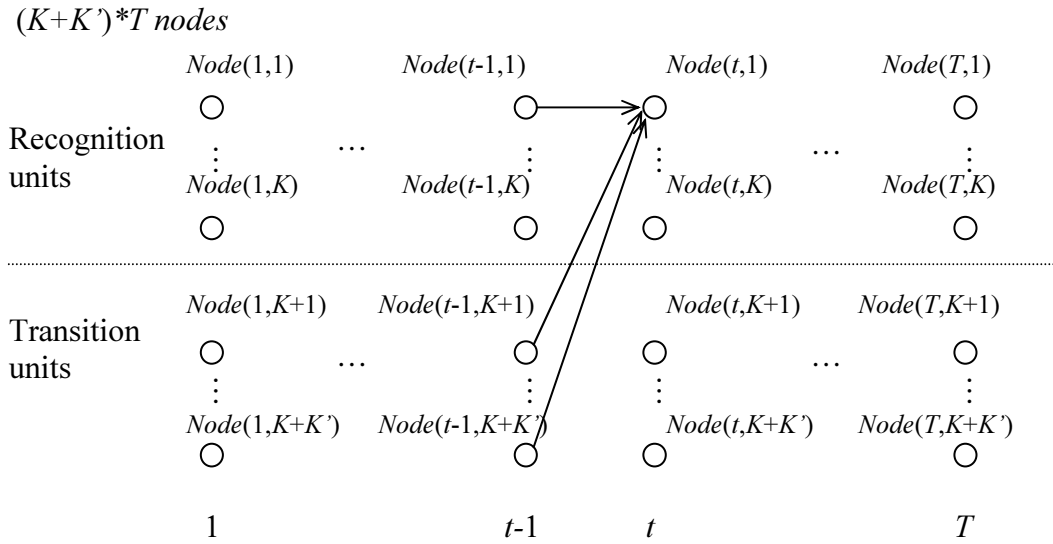 (K+K’)*T nodes
Node(1,1) Node(t-1,1) Node(t,1) Node(T,1)
Recognition
units
⋮ … ⋮ ⋮ … ⋮
Node(1,K) Node(t-1,K) Node(t,K) Node(T,K)
Node(1,K+1) Node(t-1,K+1) Node(t,K+1) Node(T,K+1)
Transition
units
… …
⋮ ⋮ ⋮ ⋮
Node(1,K+K’) Node(t-1,K+K’) Node(t,K+K’) Node(T,K+K’)
1 t-1 t T